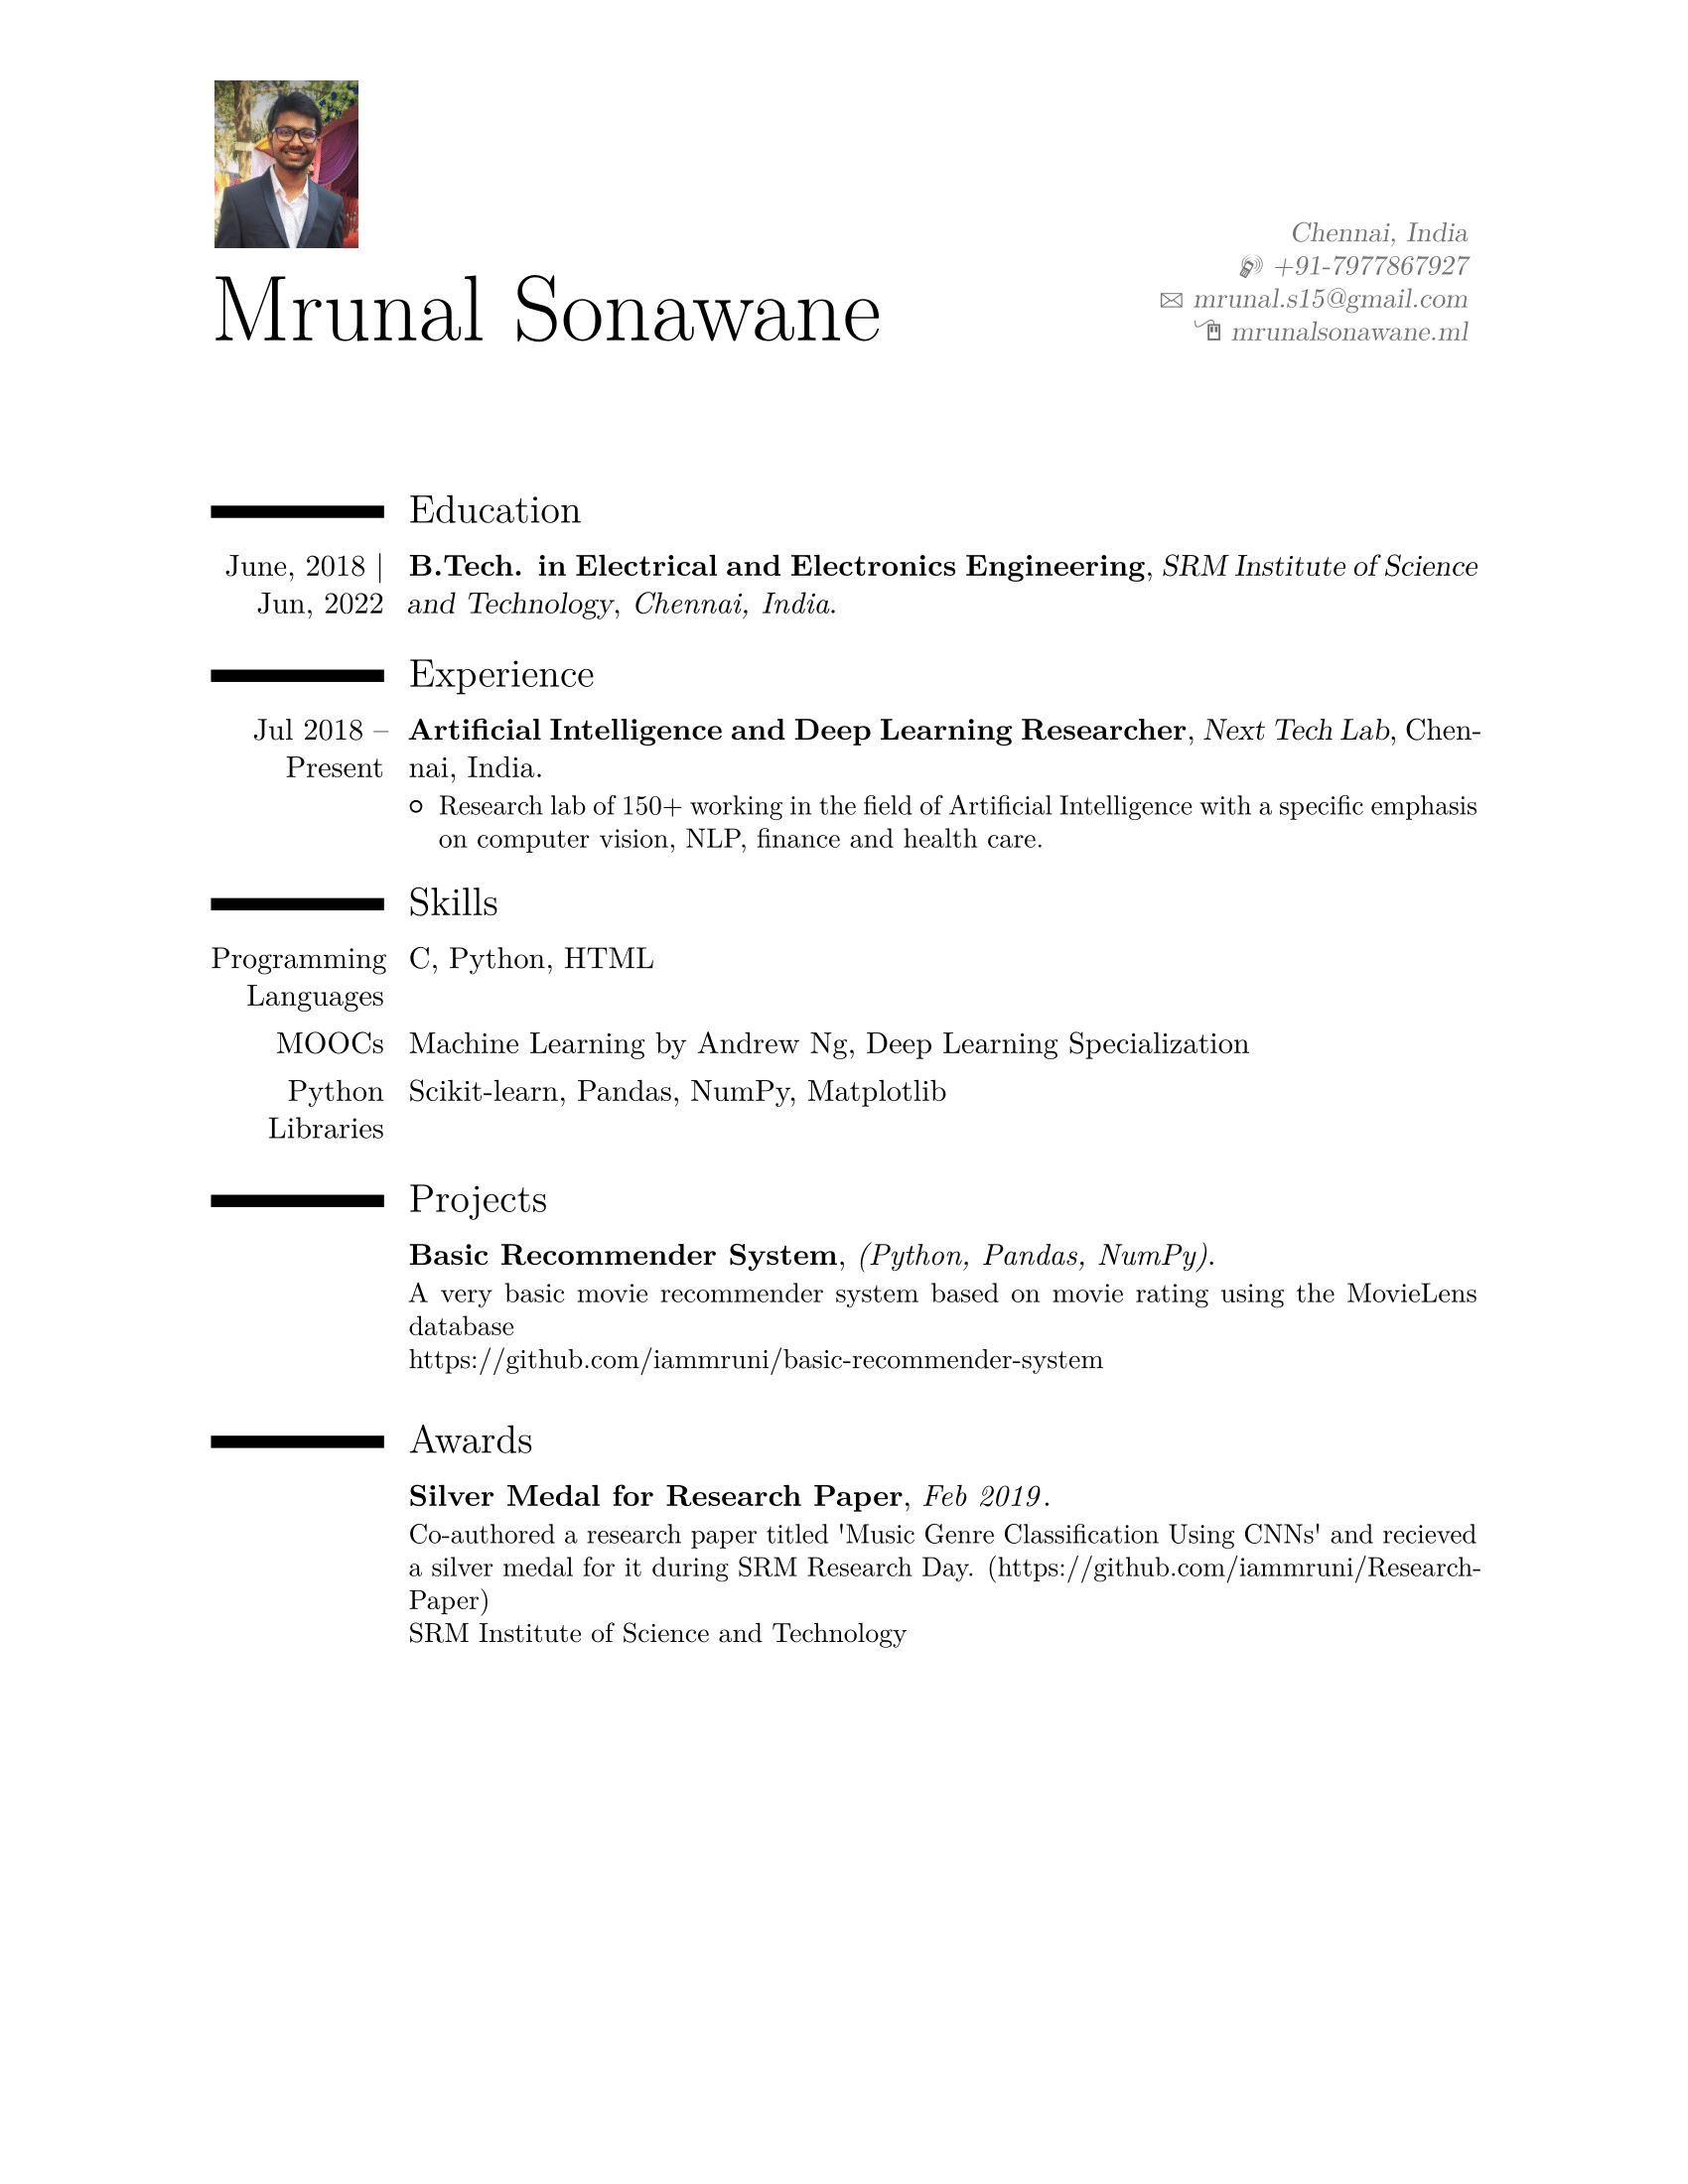 Chennai, India
+91-7977867927
mrunal.s15@gmail.com
mrunalsonawane.ml
Mrunal Sonawane
Education
June, 2018 | B.Tech. in Electrical and Electronics Engineering, SRM Institute of Science
Jun, 2022 and Technology, Chennai, India.
Experience
Jul 2018 – Artificial Intelligence and Deep Learning Researcher, Next Tech Lab, Chen-
Present nai, India.
○ Research lab of 150+ working in the field of Artificial Intelligence with a specific emphasis
on computer vision, NLP, finance and health care.
Skills
Programming C, Python, HTML
Languages
MOOCs Machine Learning by Andrew Ng, Deep Learning Specialization
Python Scikit-learn, Pandas, NumPy, Matplotlib
Libraries
Projects
Basic Recommender System, (Python, Pandas, NumPy).
A very basic movie recommender system based on movie rating using the MovieLens
database
https://github.com/iammruni/basic-recommender-system
Awards
Silver Medal for Research Paper, Feb 2019.
Co-authored a research paper titled 'Music Genre Classification Using CNNs' and recieved
a silver medal for it during SRM Research Day. (https://github.com/iammruni/Research-
Paper)
SRM Institute of Science and Technology